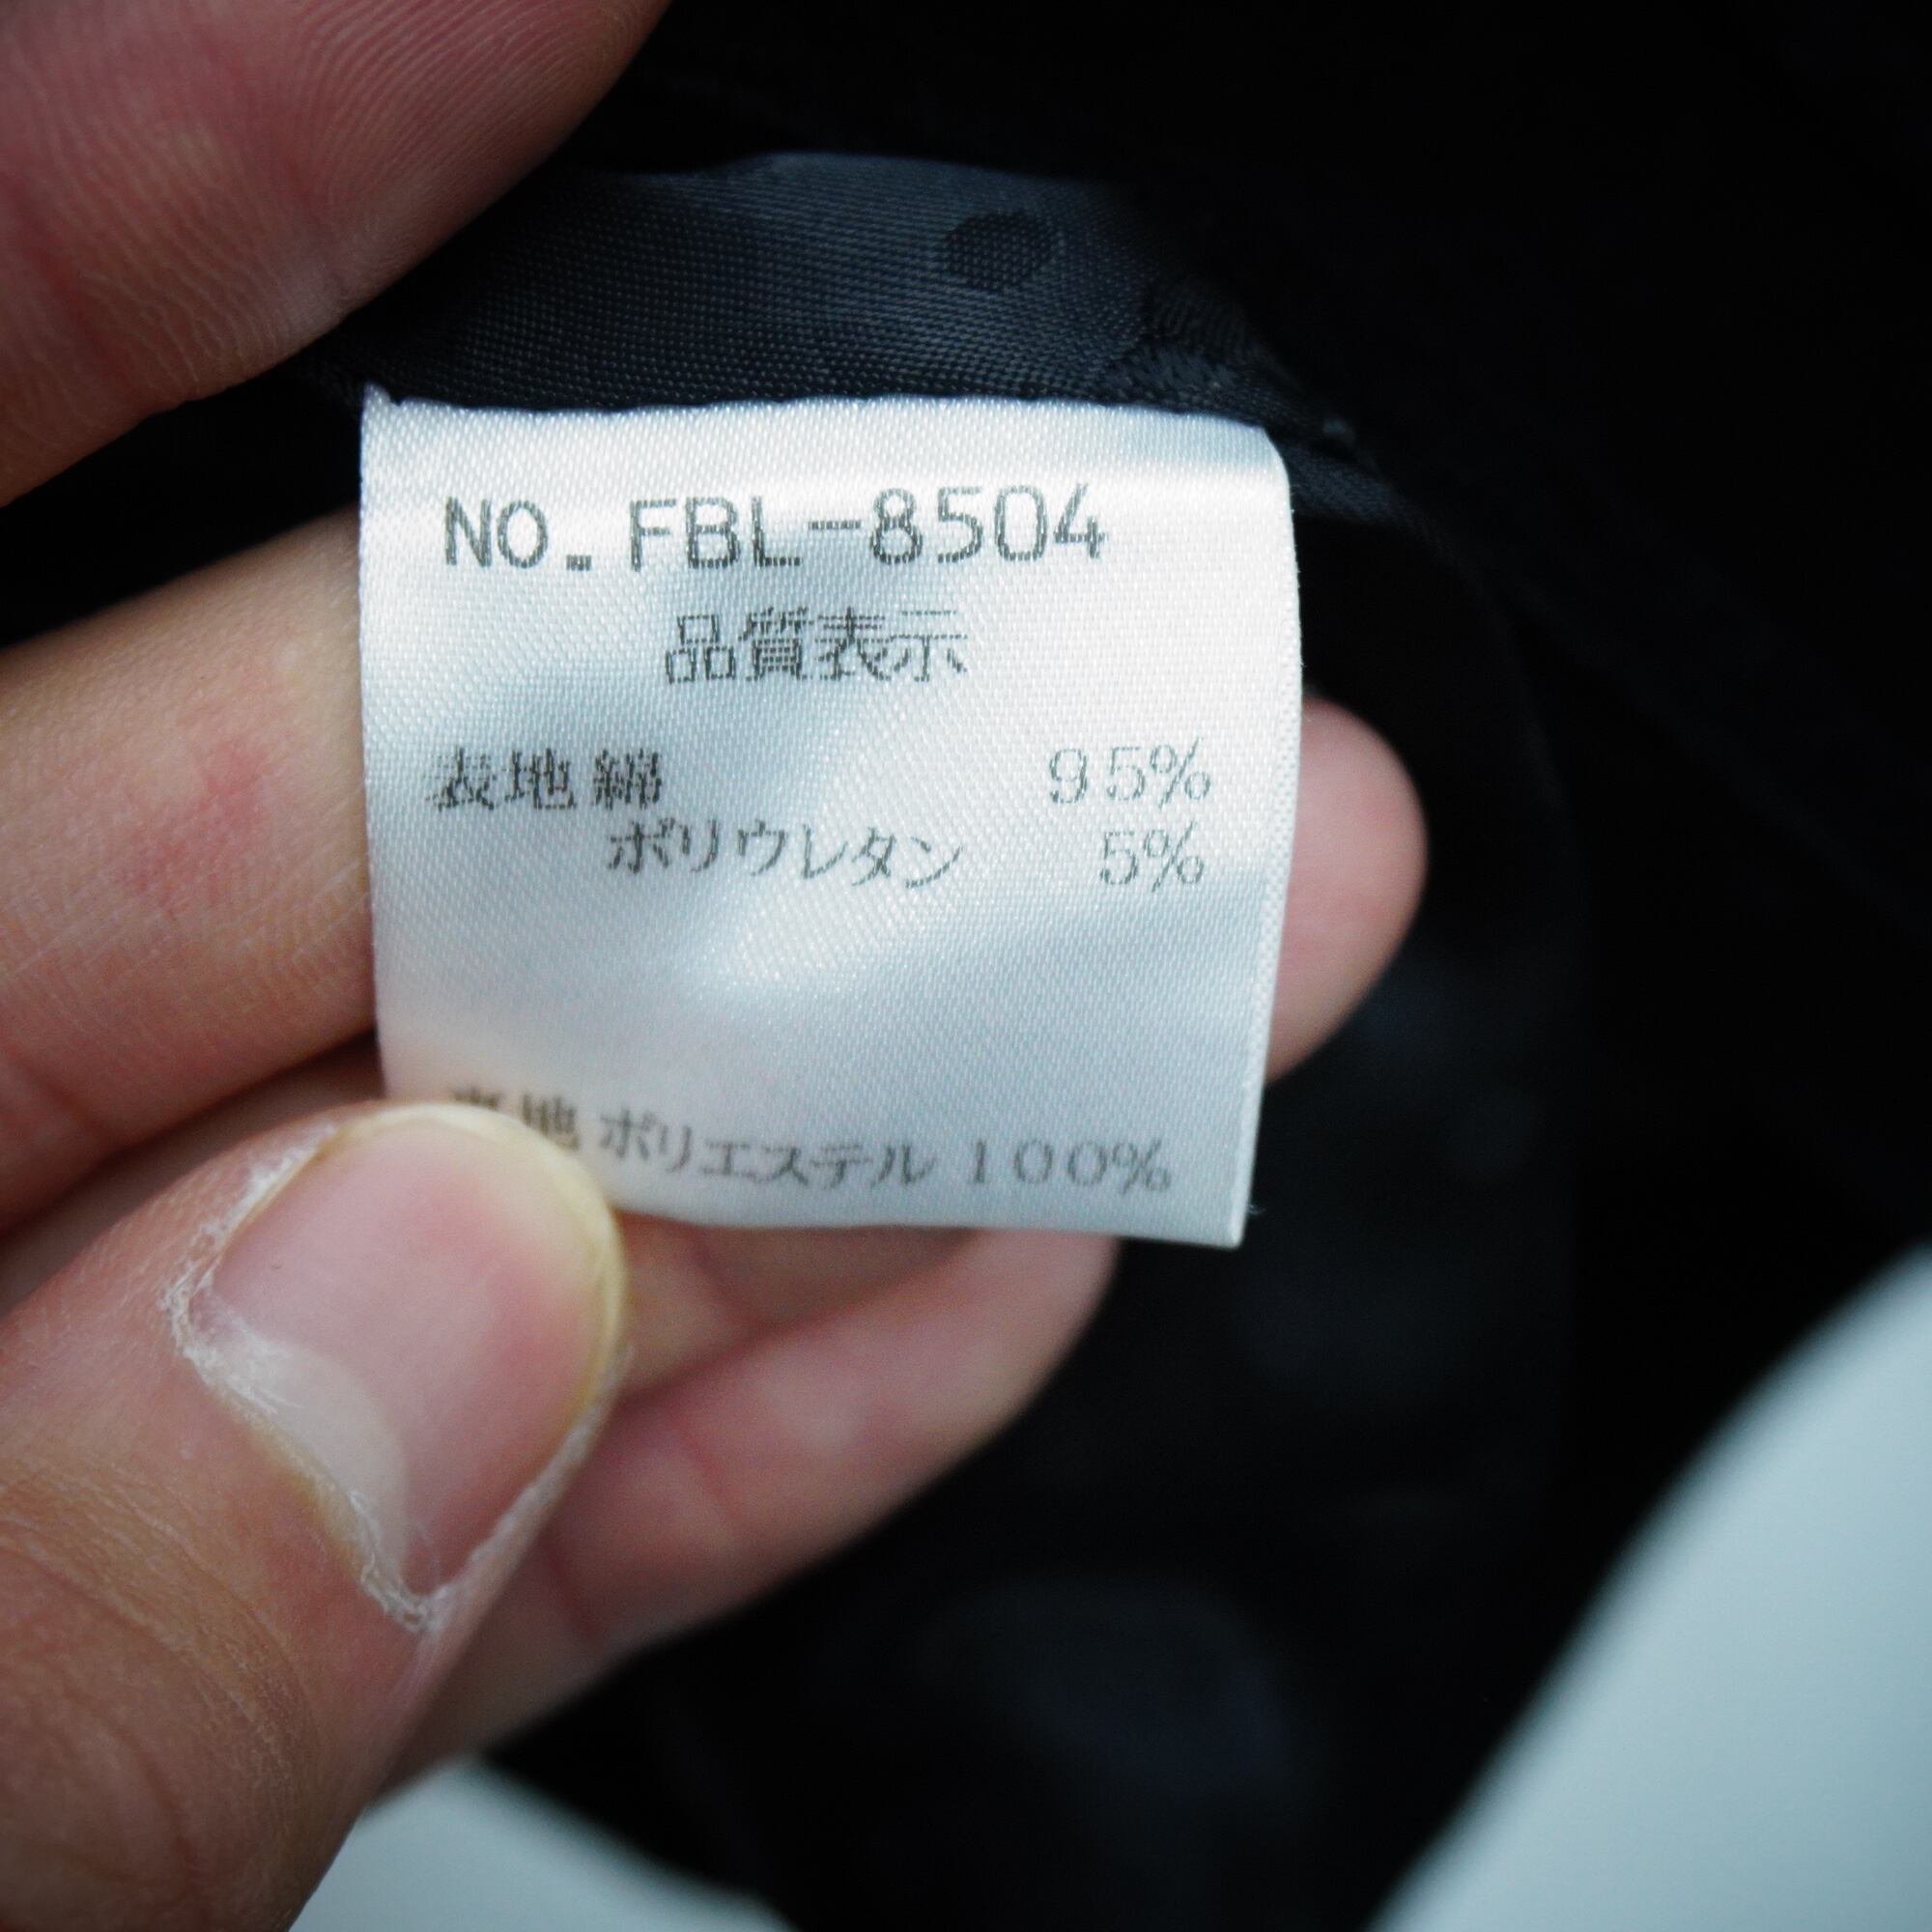 NO. FBL-8504
品質表示
表地 綿 95%
ポリウレタン 5%
裏地 ポリエステル 100%